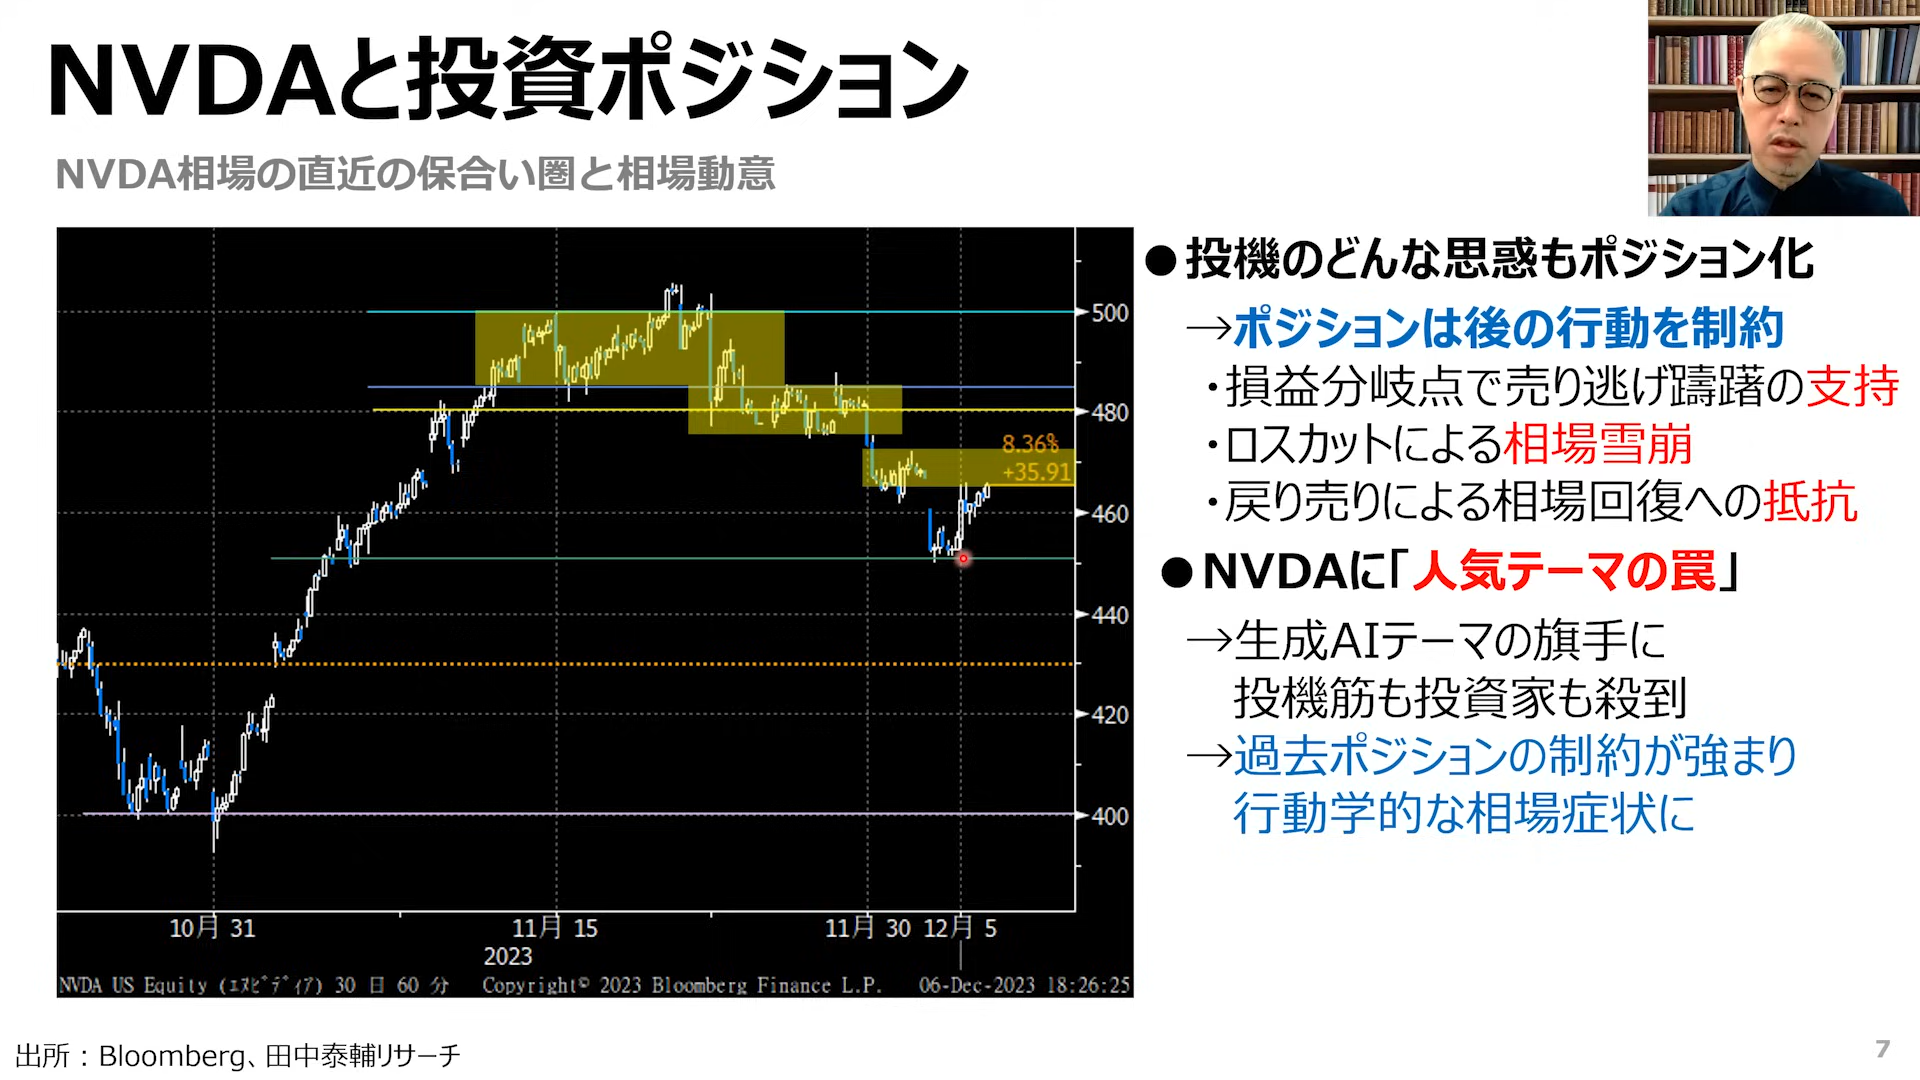 NVDAと投資ポジション
NVDA相場の直近の保合い圏と相場動意
500
480
8.36%
+35.91
460
440
420
400
10月 31
11月 15
11月 30
12月 5
2023
NVDA US Equity (ｴﾇﾋﾞﾃﾞｨｱ) 30 日 60 分
Copyright© 2023 Bloomberg Finance L.P.
06-Dec-2023 18:26:25
●投機のどんな思惑もポジション化
→ポジションは後の行動を制約
・損益分岐点で売り逃げ躊躇の支持
・ロスカットによる相場雪崩
・戻り売りによる相場回復への抵抗
●NVDAに「人気テーマの罠」
→生成AIテーマの旗手に
投機筋も投資家も殺到
→過去ポジションの制約が強まり
行動学的な相場症状に
出所：Bloomberg、田中泰輔リサーチ
7